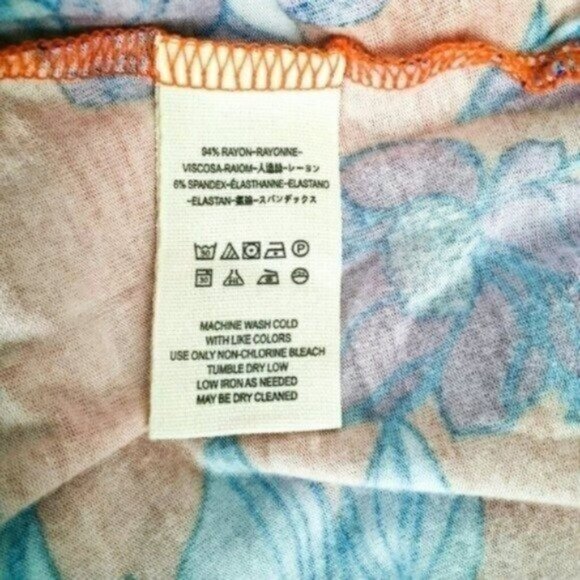 94% RAYON-RAYONNE-
VISCOSA-RAIOM-人造絲-レーヨン
6% SPANDEX-ÉLASTHANNE-ELASTANO
-ELASTAN--スパンデックス
30 P
30
MACHINE WASH COLD
WITH LIKE COLORS
USE ONLY NON-CHLORINE BLEACH
TUMBLE DRY LOW
LOW IRON AS NEEDED
MAY BE DRY CLEANED